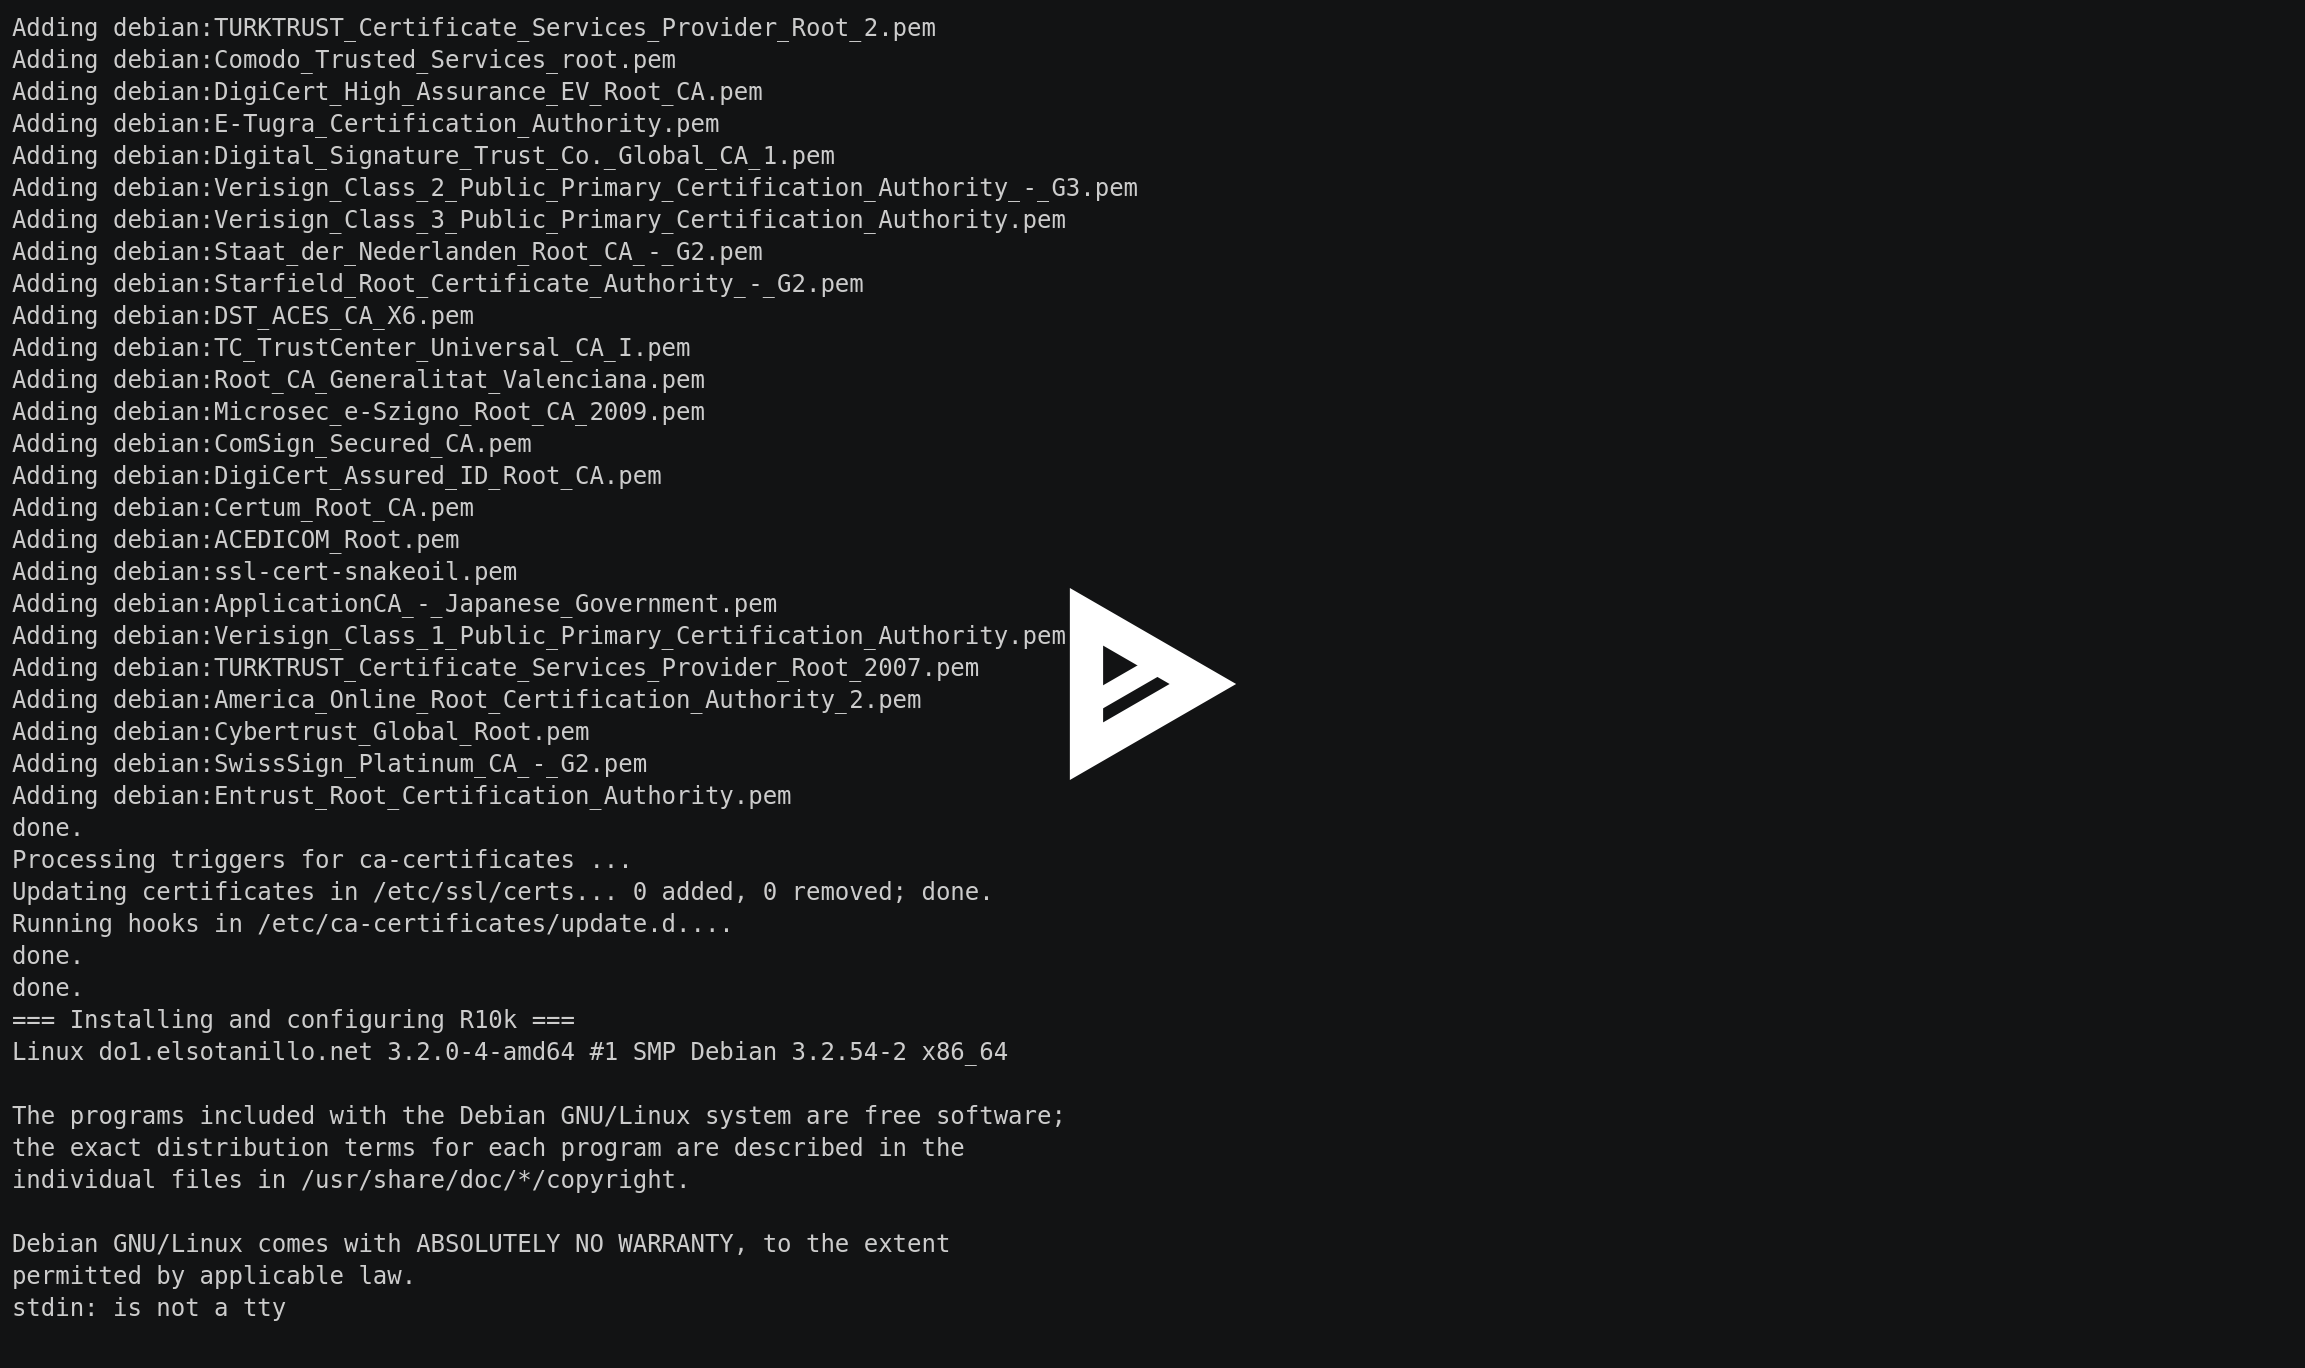 Adding debian:TURKTRUST_Certificate_Services_Provider_Root_2.pem
Adding debian:Comodo_Trusted_Services_root.pem
Adding debian:DigiCert_High_Assurance_EV_Root_CA.pem
Adding debian:E-Tugra_Certification_Authority.pem
Adding debian:Digital_Signature_Trust_Co._Global_CA_1.pem
Adding debian:Verisign_Class_2_Public_Primary_Certification_Authority_-_G3.pem
Adding debian:Verisign_Class_3_Public_Primary_Certification_Authority.pem
Adding debian:Staat_der_Nederlanden_Root_CA_-_G2.pem
Adding debian:Starfield_Root_Certificate_Authority_-_G2.pem
Adding debian:DST_ACES_CA_X6.pem
Adding debian:TC_TrustCenter_Universal_CA_I.pem
Adding debian:Root_CA_Generalitat_Valenciana.pem
Adding debian:Microsec_e-Szigno_Root_CA_2009.pem
Adding debian:ComSign_Secured_CA.pem
Adding debian:DigiCert_Assured_ID_Root_CA.pem
Adding debian:Certum_Root_CA.pem
Adding debian:ACEDICOM_Root.pem
Adding debian:ssl-cert-snakeoil.pem
Adding debian:ApplicationCA_-_Japanese_Government.pem
Adding debian:Verisign_Class_1_Public_Primary_Certification_Authority.pem
Adding debian:TURKTRUST_Certificate_Services_Provider_Root_2007.pem
Adding debian:America_Online_Root_Certification_Authority_2.pem
Adding debian:Cybertrust_Global_Root.pem
Adding debian:SwissSign_Platinum_CA_-_G2.pem
Adding debian:Entrust_Root_Certification_Authority.pem
done.
Processing triggers for ca-certificates ...
Updating certificates in /etc/ssl/certs... 0 added, 0 removed; done.
Running hooks in /etc/ca-certificates/update.d....
done.
done.
=== Installing and configuring R10k ===
Linux do1.elsotanillo.net 3.2.0-4-amd64 #1 SMP Debian 3.2.54-2 x86_64
The programs included with the Debian GNU/Linux system are free software;
the exact distribution terms for each program are described in the
individual files in /usr/share/doc/*/copyright.
Debian GNU/Linux comes with ABSOLUTELY NO WARRANTY, to the extent
permitted by applicable law.
stdin: is not a tty